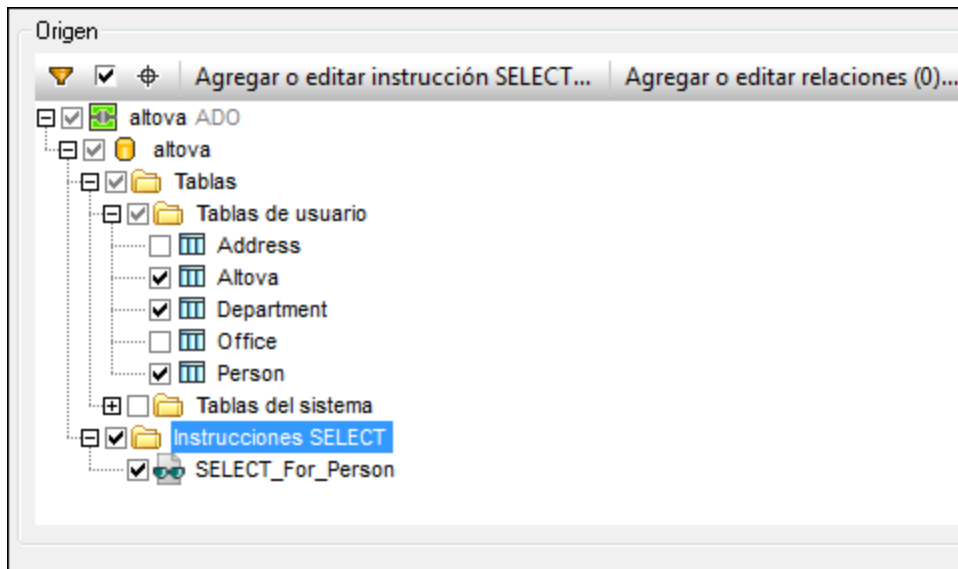 Origen
Agregar o editar instrucción SELECT... Agregar o editar relaciones (0)...
altova ADO
altova
Tablas
Tablas de usuario
Address
Altova
Department
Office
Person
Tablas del sistema
Instrucciones SELECT
SELECT_For_Person